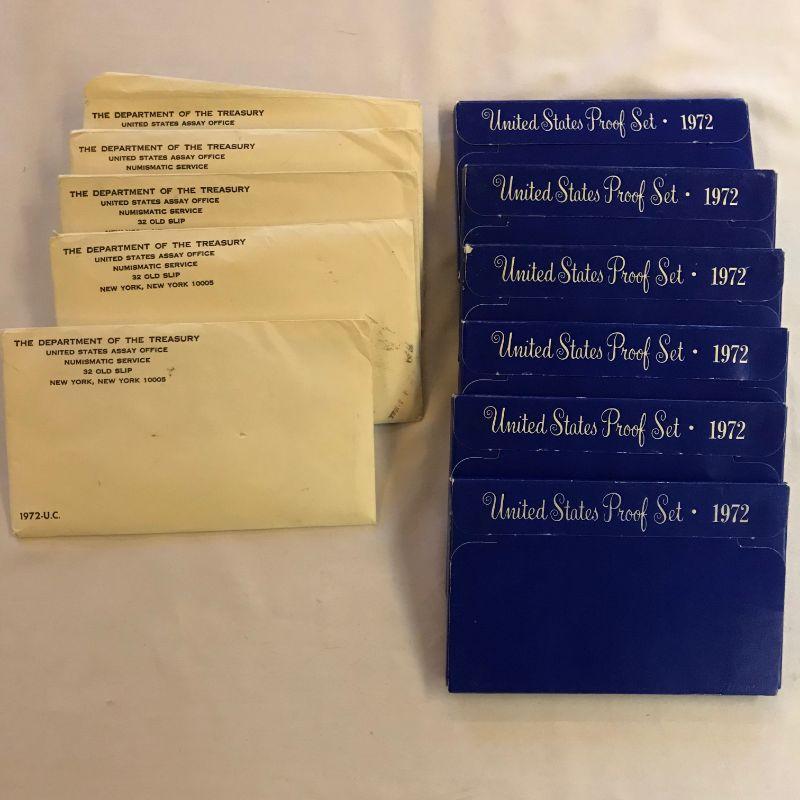 THE DEPARTMENT OF THE TREASURY
UNITED STATES ASSAY OFFICE
THE DEPARTMENT OF THE TREASURY
UNITED STATES ASSAY OFFICE
NUMISMATIC SERVICE
THE DEPARTMENT OF THE TREASURY
UNITED STATES ASSAY OFFICE
NUMISMATIC SERVICE
32 OLD SLIP
THE DEPARTMENT OF THE TREASURY
UNITED STATES ASSAY OFFICE
NUMISMATIC SERVICE
32 OLD SLIP
NEW YORK, NEW YORK 10005
THE DEPARTMENT OF THE TREASURY
UNITED STATES ASSAY OFFICE
NUMISMATIC SERVICE
32 OLD SLIP
NEW YORK, NEW YORK 10005
1972-U.C.
United States Proof Set • 1972
United States Proof Set • 1972
United States Proof Set • 1972
United States Proof Set • 1972
United States Proof Set • 1972
United States Proof Set • 1972